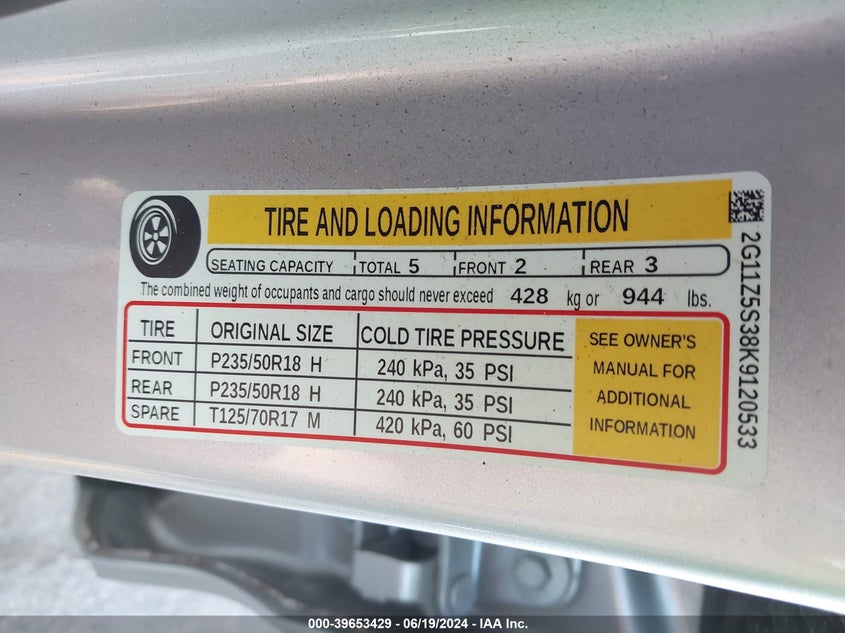 TIRE AND LOADING INFORMATION
SEATING CAPACITY TOTAL 5 FRONT 2 REAR 3
The combined weight of occupants and cargo should never exceed 428 kg or 944 lbs.
TIRE ORIGINAL SIZE COLD TIRE PRESSURE
FRONT P235/50R18 H 240 kPa, 35 PSI
REAR P235/50R18 H 240 kPa, 35 PSI
SPARE T125/70R17 M 420 kPa, 60 PSI
SEE OWNER'S
MANUAL FOR
ADDITIONAL
INFORMATION
2G11Z5S38K9120533
000-39653429 - 06/19/2024 - IAA Inc.